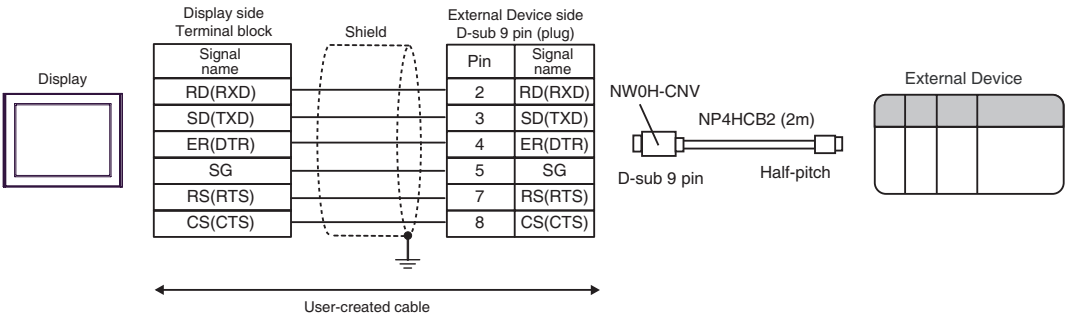 Display side
Terminal block
Shield
External Device side
D-sub 9 pin (plug)
Signal
name
Pin
Signal
name
Display
RD(RXD)
2
RD(RXD)
SD(TXD)
3
SD(TXD)
ER(DTR)
4
ER(DTR)
SG
5
SG
RS(RTS)
7
RS(RTS)
CS(CTS)
8
CS(CTS)
NW0H-CNV
NP4HCB2 (2m)
D-sub 9 pin
Half-pitch
External Device
User-created cable